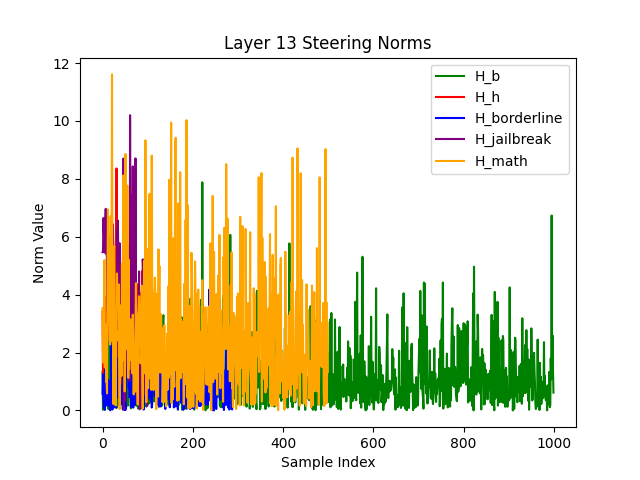 Layer 13 Steering Norms
12
10
8
6
4
2
0
Norm Value
H_b
H_h
H_borderline
H_jailbreak
H_math
0
200
400
600
800
1000
Sample Index